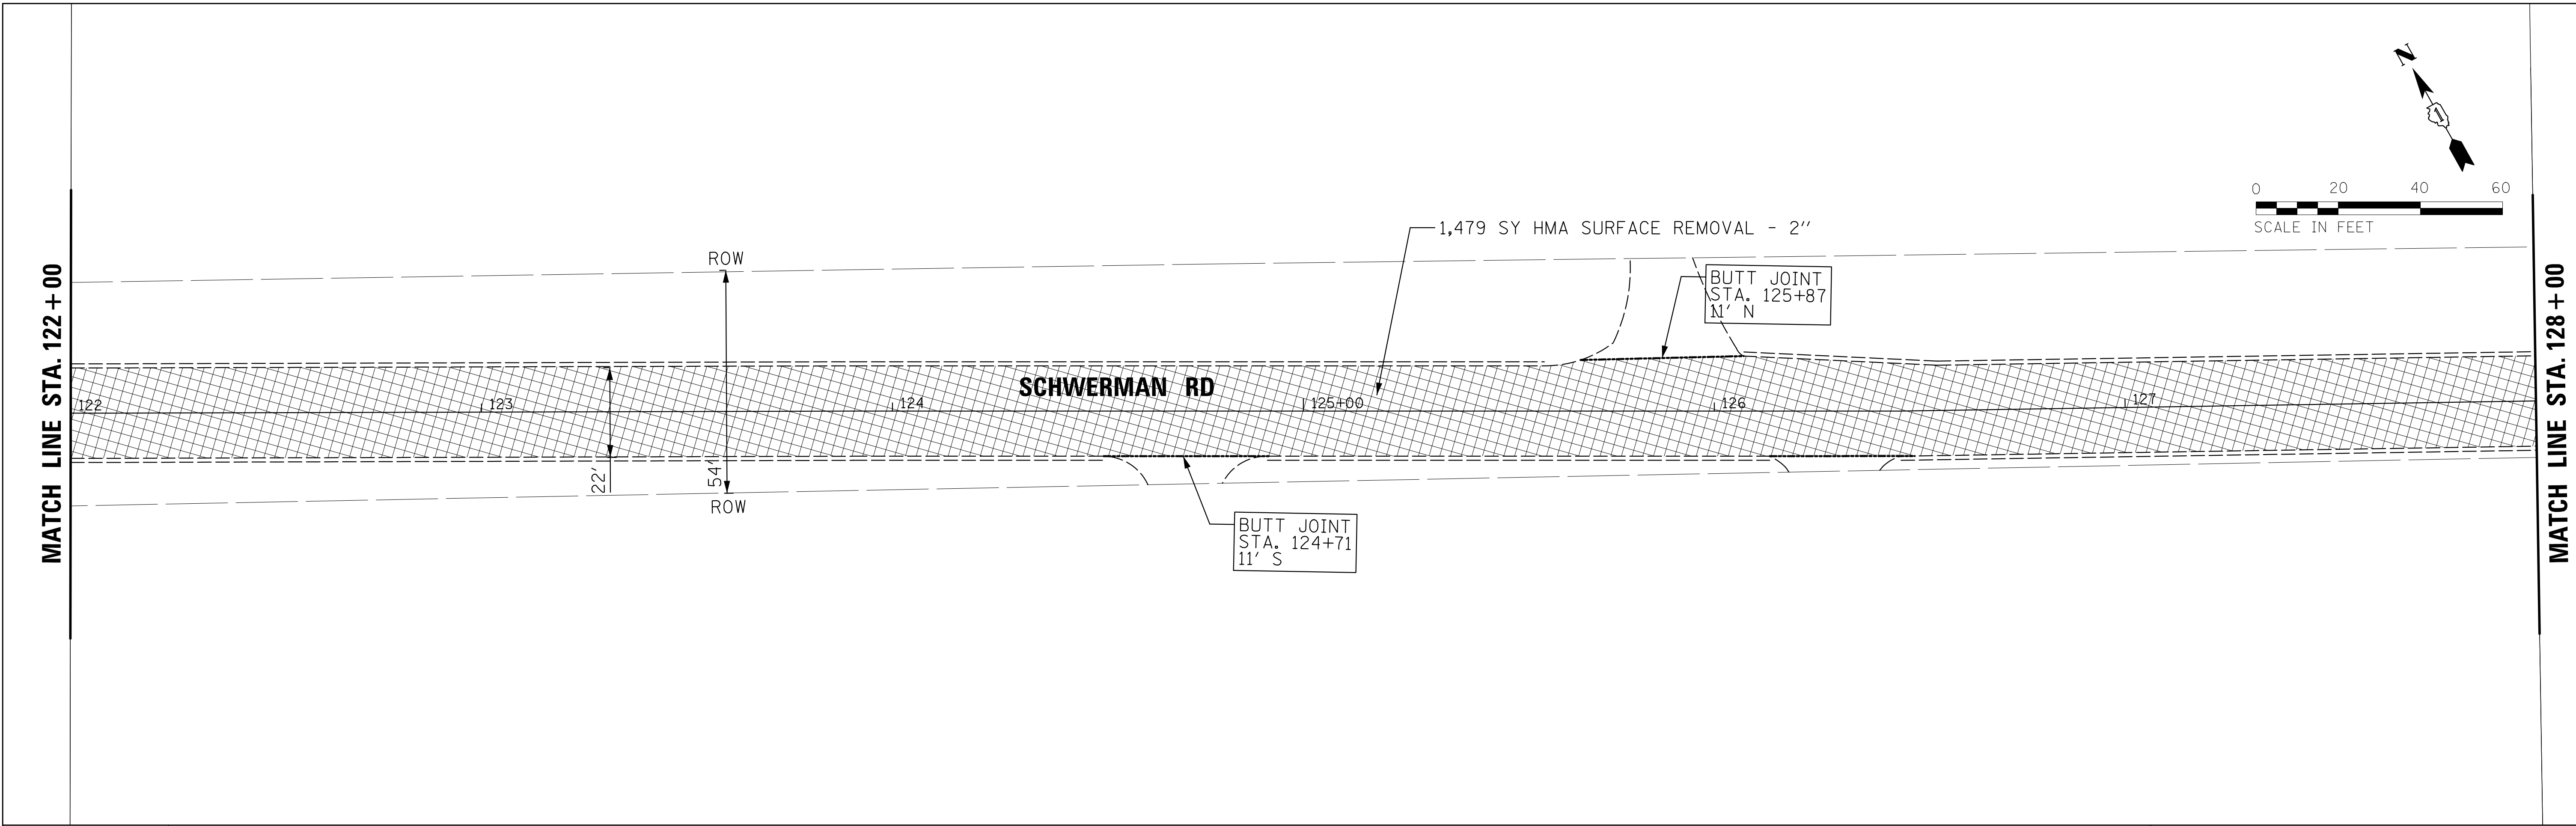 N
0 20 40 60
SCALE IN FEET
1,479 SY HMA SURFACE REMOVAL - 2''
ROW
BUTT JOINT
STA. 125+87
11' N
MATCH LINE STA. 122+00
MATCH LINE STA. 128+00
SCHWERMAN RD
122 123 124 125+00 126 127
22'
54'
ROW
BUTT JOINT
STA. 124+71
11' S